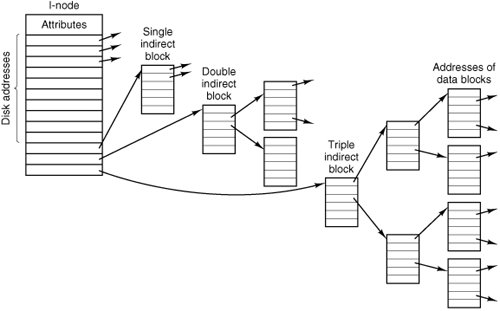 I-node
Attributes
Disk addresses
Single
indirect
block
Double
indirect
block
Triple
indirect
block
Addresses of
data blocks